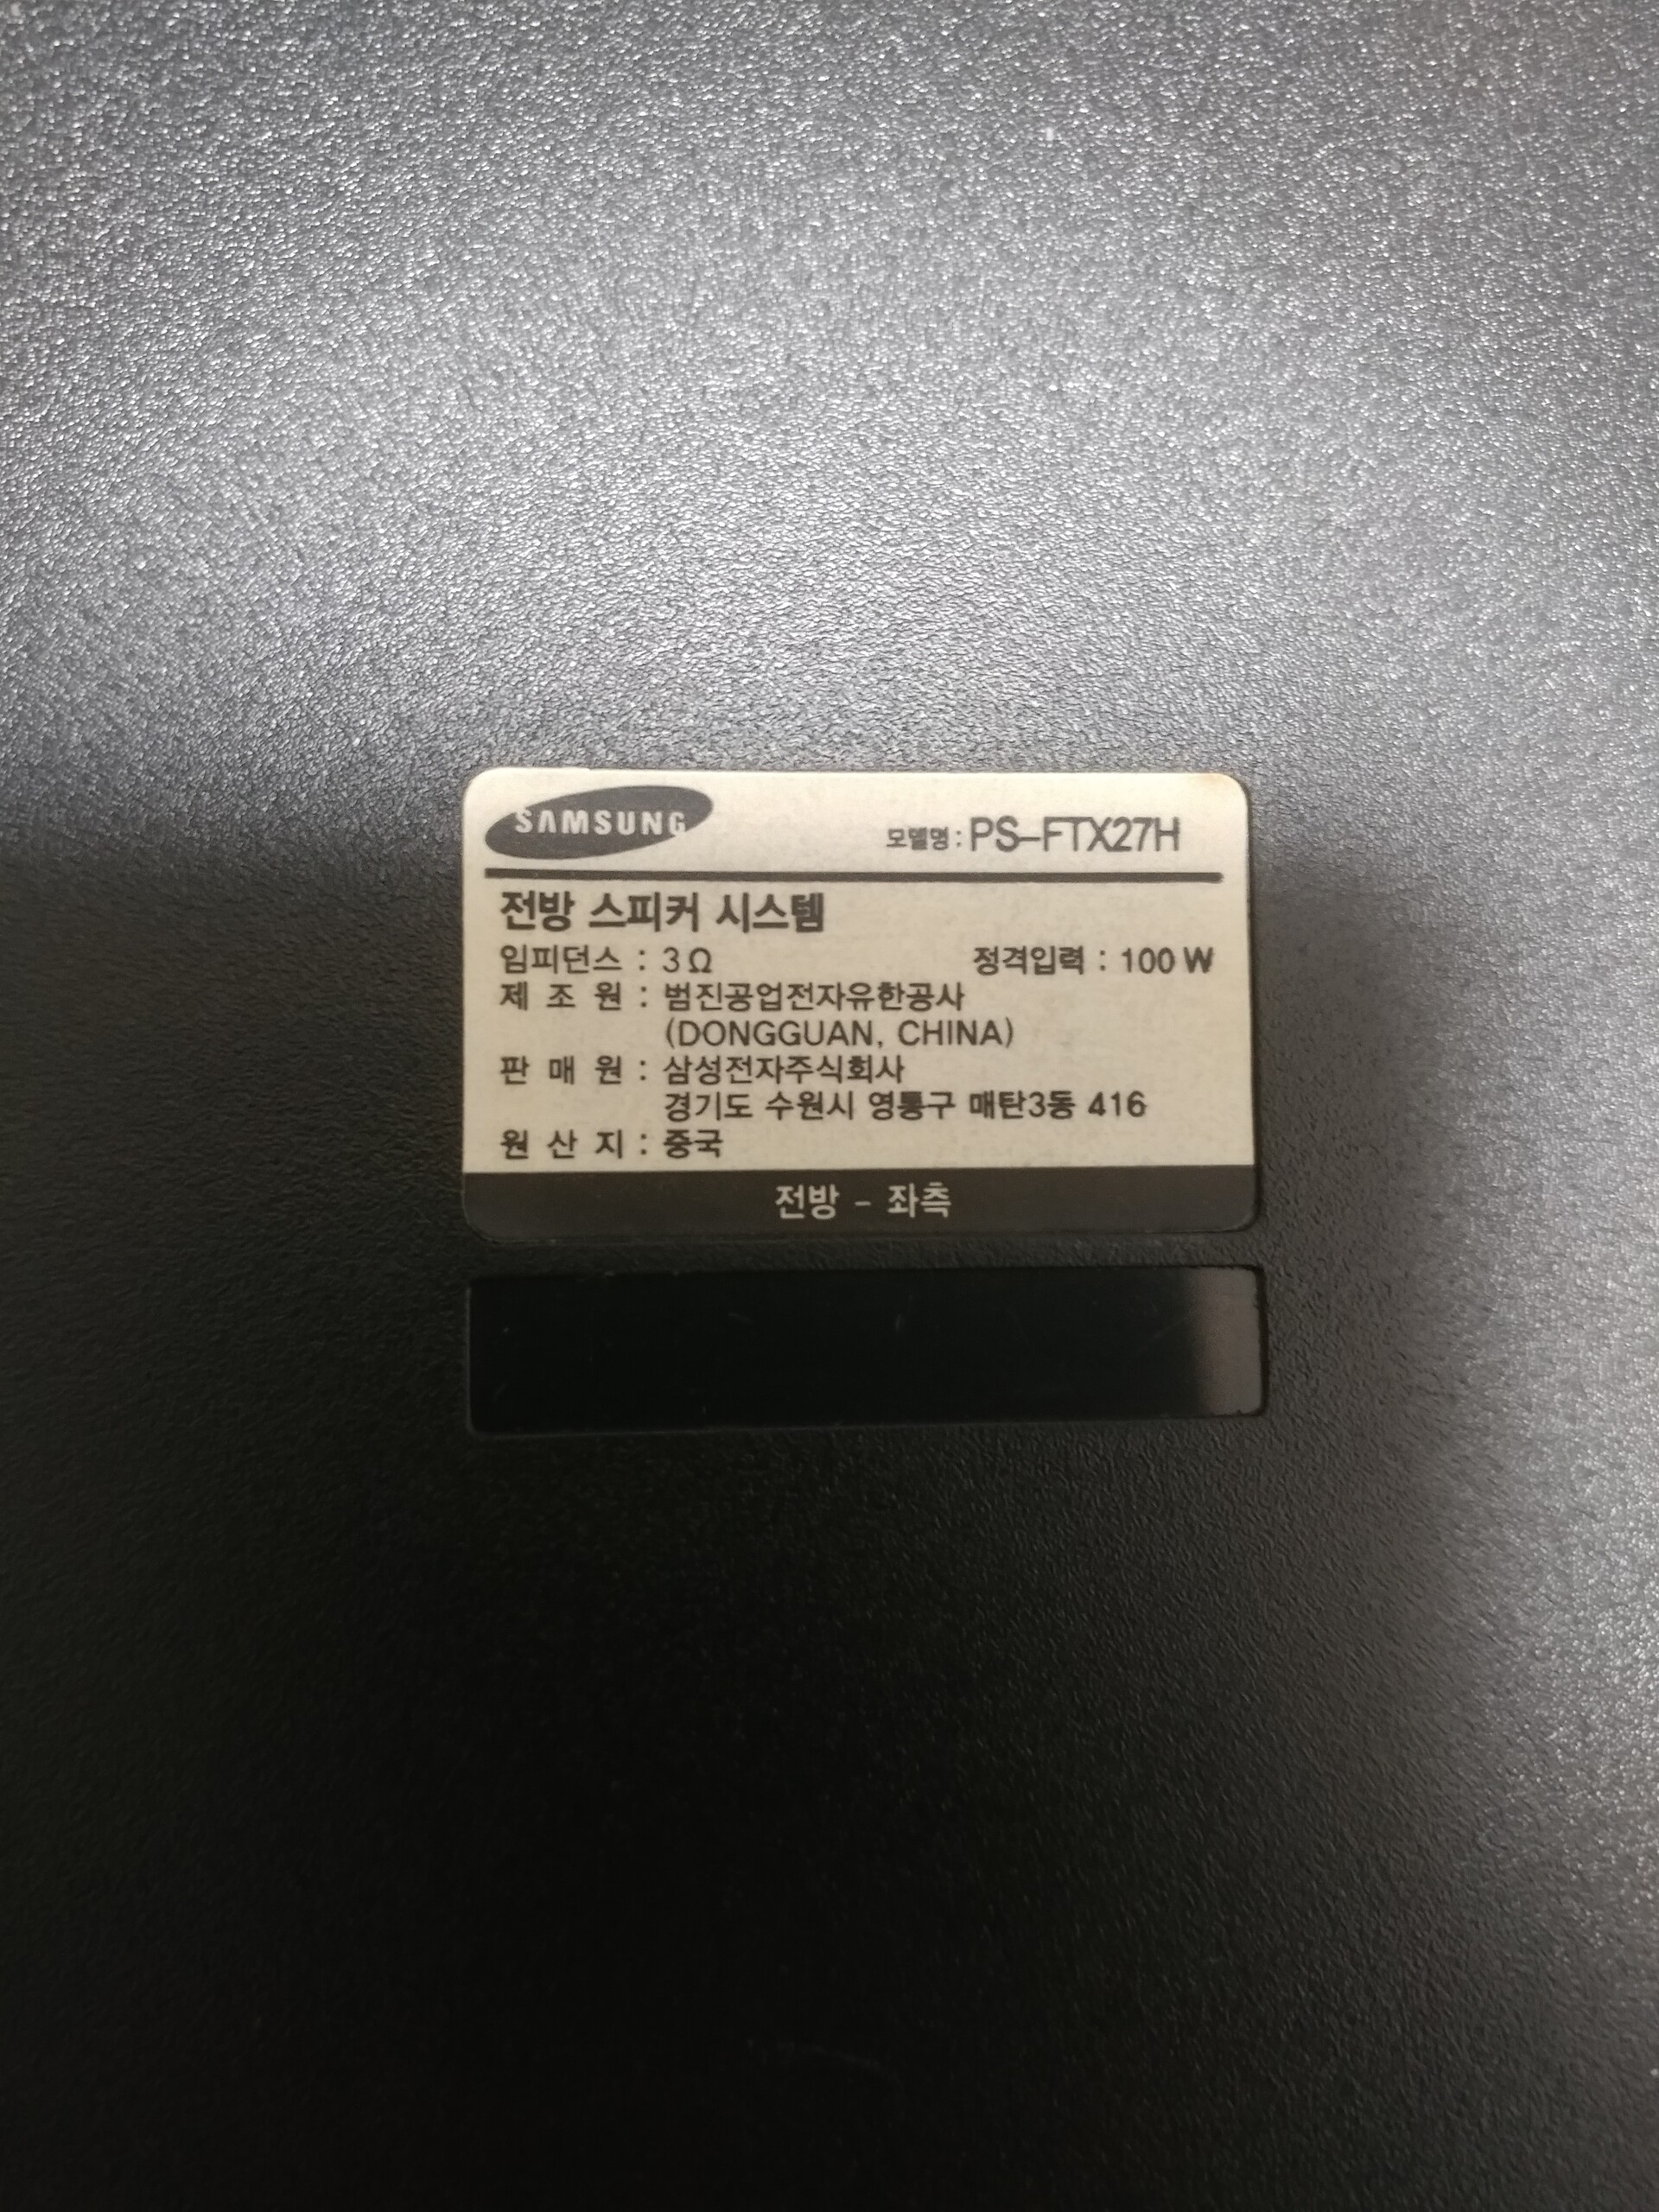 SAMSUNG 모델명 : PS-FTX27H
전방 스피커 시스템
임피던스 : 3 Ω 정격입력 : 100 W
제 조 원 : 범진공업전자유한공사
(DONGGUAN, CHINA)
판 매 원 : 삼성전자주식회사
경기도 수원시 영통구 매탄3동 416
원 산 지 : 중국
전방 - 좌측